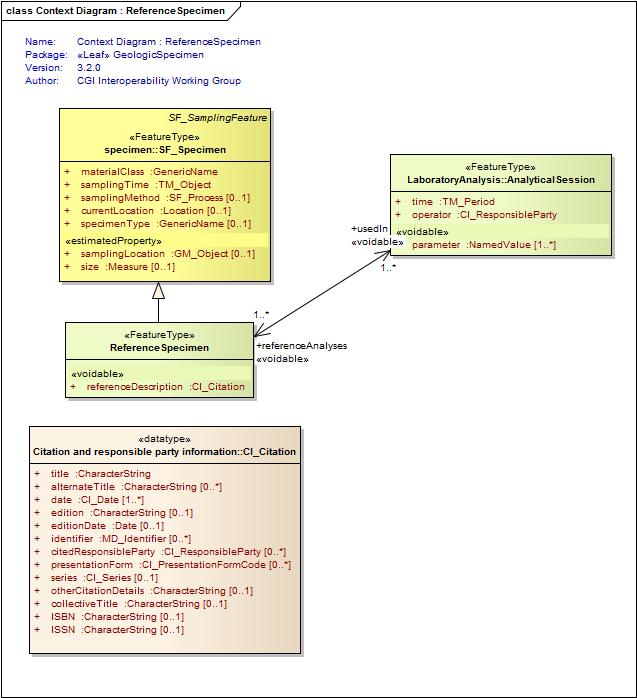 class Context Diagram : ReferenceSpecimen
Name: Context Diagram : ReferenceSpecimen
Package: «Leaf» GeologicSpecimen
Version: 3.2.0
Author: CGI Interoperability Working Group
SF_SamplingFeature
«FeatureType»
specimen::SF_Specimen
+ materialClass :GenericName
+ samplingTime :TM_Object
+ samplingMethod :SF_Process [0..1]
+ currentLocation :Location [0..1]
+ specimenType :GenericName [0..1]
«estimatedProperty»
+ samplingLocation :GM_Object [0..1]
+ size :Measure [0..1]
«FeatureType»
LaboratoryAnalysis::AnalyticalSession
+ time :TM_Period
+ operator :CI_ResponsibleParty
«voidable»
parameter :NamedValue [1..*]
+usedIn
«voidable»
1..*
1..*
+referenceAnalyses
«voidable»
«FeatureType»
ReferenceSpecimen
«voidable»
+ referenceDescription :CI_Citation
«datatype»
Citation and responsible party information::CI_Citation
+ title :CharacterString
+ alternateTitle :CharacterString [0..*]
+ date :CI_Date [1..*]
+ edition :CharacterString [0..1]
+ editionDate :Date [0..1]
+ identifier :MD_Identifier [0..*]
+ citedResponsibleParty :CI_ResponsibleParty [0..*]
+ presentationForm :CI_PresentationFormCode [0..*]
+ series :CI_Series [0..1]
+ otherCitationDetails :CharacterString [0..1]
+ collectiveTitle :CharacterString [0..1]
+ ISBN :CharacterString [0..1]
+ ISSN :CharacterString [0..1]